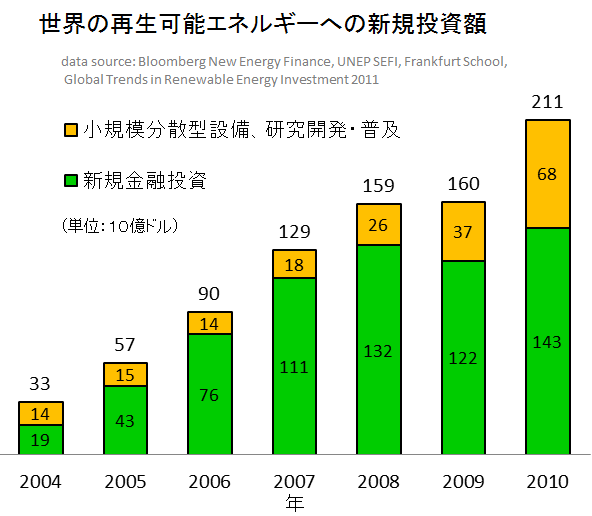 世界の再生可能エネルギーへの新規投資額
data source: Bloomberg New Energy Finance, UNEP SEFI, Frankfurt School,
Global Trends in Renewable Energy Investment 2011
211
小規模分散型設備、研究開発・普及
新規金融投資
(単位：10億ドル)
159
160
68
129
26
37
18
90
14
57
15
33
14
143
132
122
111
76
43
19
2004 2005 2006 2007 2008 2009 2010
年